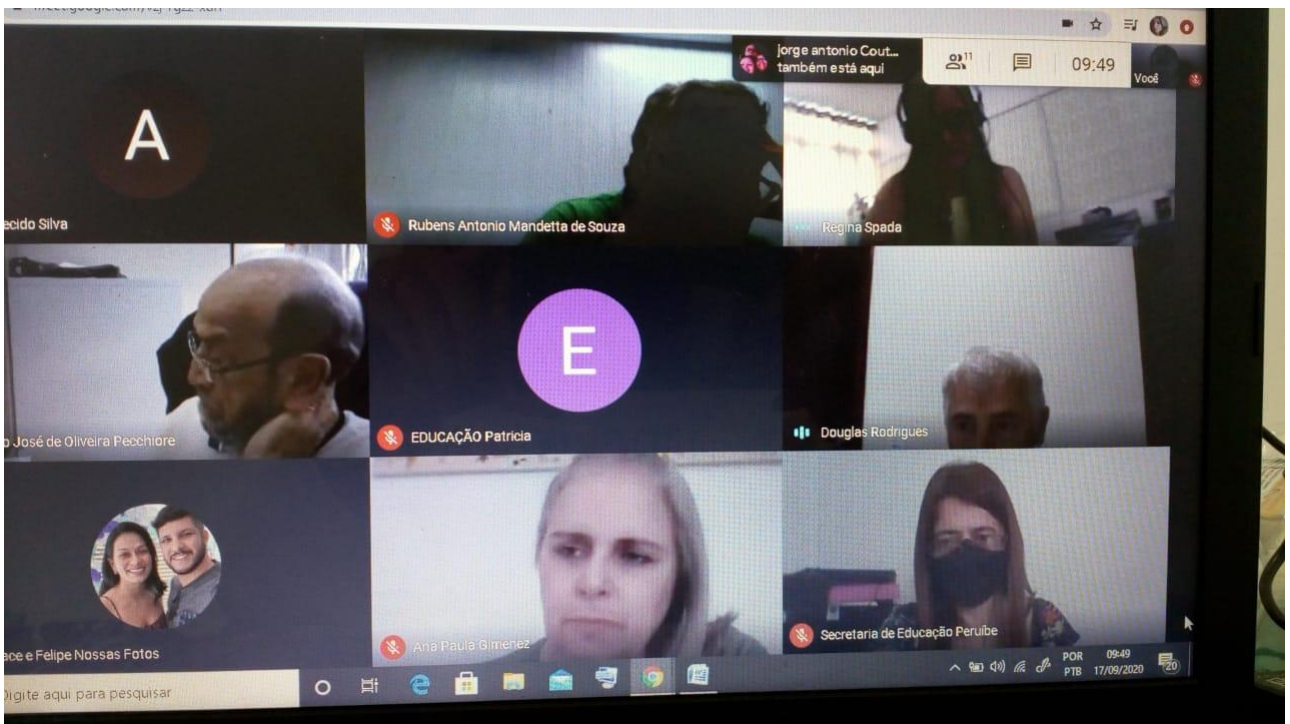 jorge antonio Cout...
também está aqui
11
09:49
Você
A
ecido Silva
Rubens Antonio Mandetta de Souza
Regina Spada
E
o José de Oliveira Pecchiore
EDUCAÇÃO Patricia
Douglas Rodrigues
ace e Felipe Nossas Fotos
Ana Paula Gimenez
Secretaria de Educação Peruíbe
Digite aqui para pesquisar
POR
PTB
09:49
17/09/2020
20